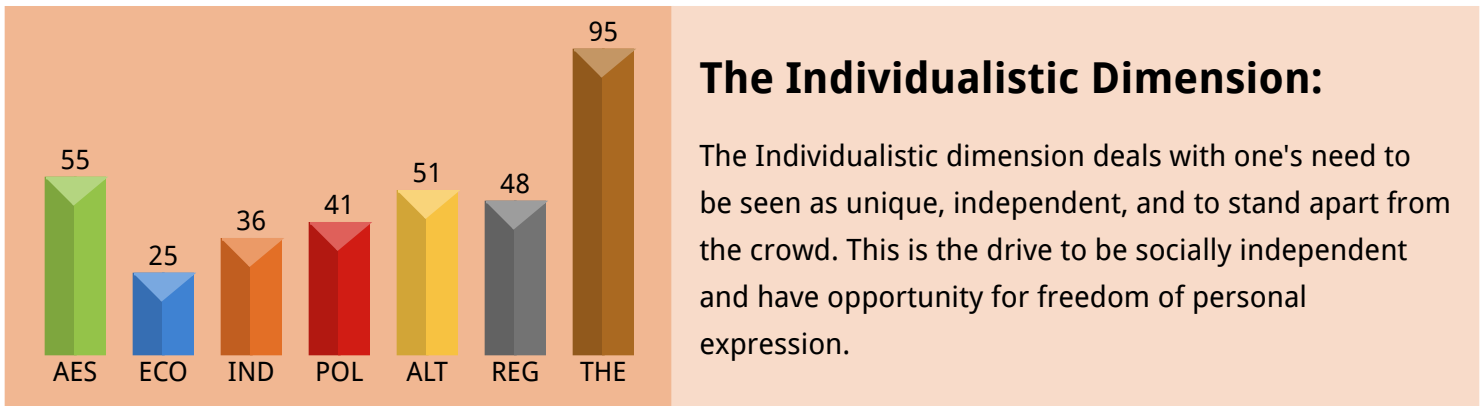 95
55
51
48
41
36
25
AES ECO IND POL ALT REG THE
The Individualistic Dimension:
The Individualistic dimension deals with one's need to
be seen as unique, independent, and to stand apart from
the crowd. This is the drive to be socially independent
and have opportunity for freedom of personal
expression.